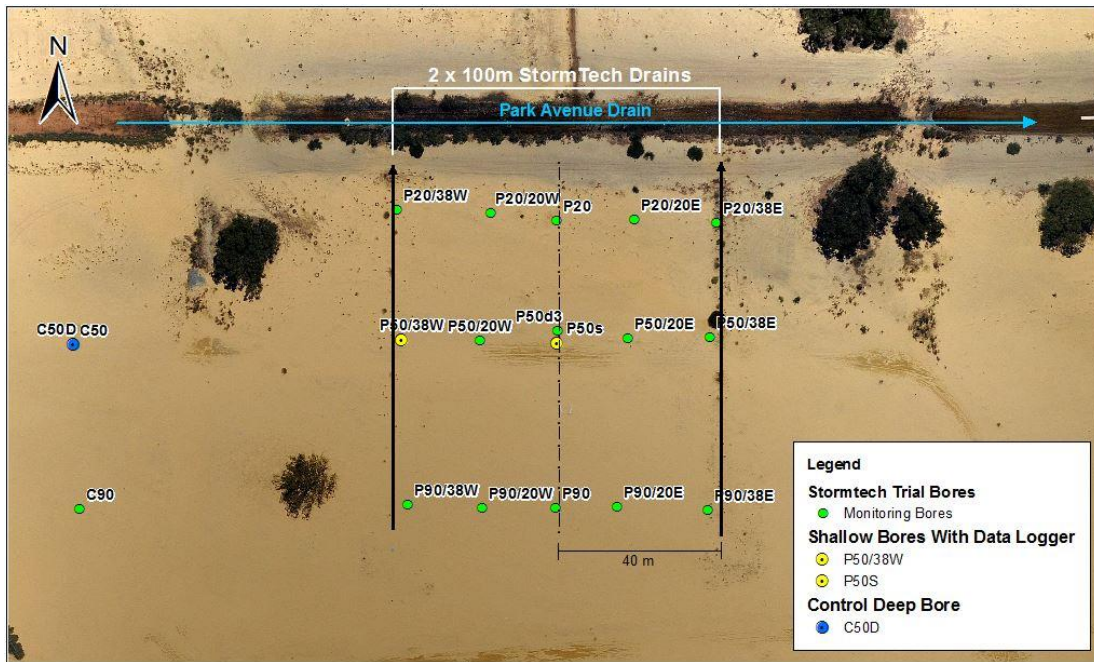 N
2 x 100m StormTech Drains
Park Avenue Drain
P20/38W
P20/20W
P20
P20/20E
P20/38E
C50D
C50
P50/38W
P50/20W
P50d3
P50s
P50/20E
P50/38E
C90
P90/38W
P90/20W
P90
P90/20E
P90/38E
40 m
Legend
Stormtech Trial Bores
Monitoring Bores
Shallow Bores With Data Logger
P50/38W
P50S
Control Deep Bore
C50D